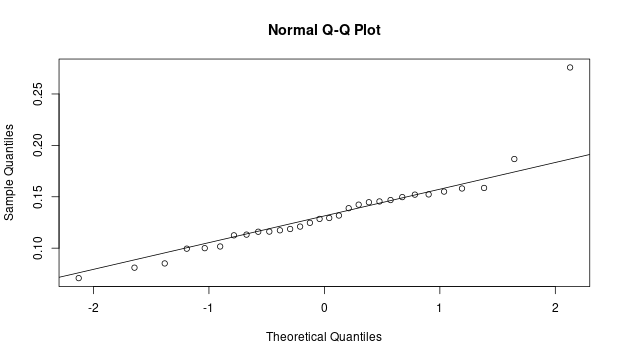 Normal Q-Q Plot
Sample Quantiles
0.25
0.20
0.15
0.10
-2 -1 0 1 2
Theoretical Quantiles